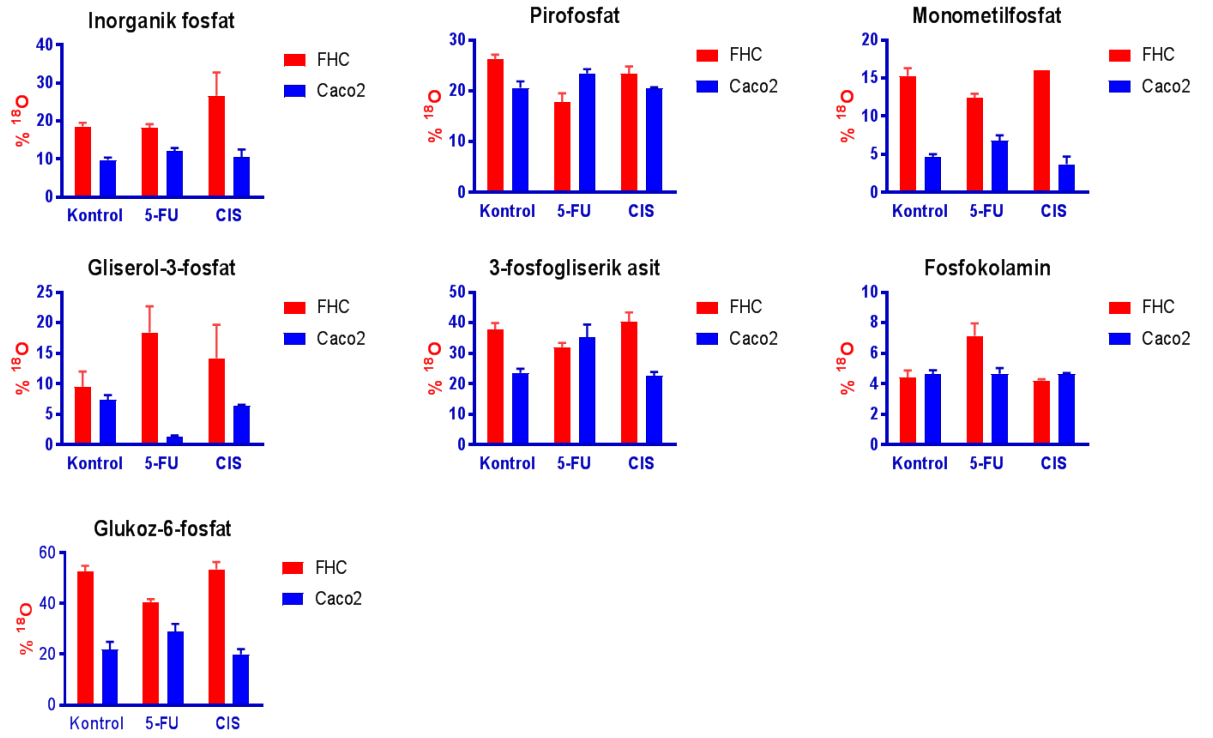 Inorganik fosfat
40
30
20
10
0
% ¹⁸O
Kontrol 5-FU CIS
FHC
Caco2
Pirofosfat
30
20
10
0
% ¹⁸O
Kontrol 5-FU CIS
FHC
Caco2
Monometilfosfat
20
15
10
5
0
% ¹⁸O
Kontrol 5-FU CIS
FHC
Caco2
Gliserol-3-fosfat
25
20
15
10
5
0
% ¹⁸O
Kontrol 5-FU CIS
FHC
Caco2
3-fosfogliserik asit
50
40
30
20
10
0
% ¹⁸O
Kontrol 5-FU CIS
FHC
Caco2
Fosfokolamin
10
8
6
4
2
0
% ¹⁸O
Kontrol 5-FU CIS
FHC
Caco2
Glukoz-6-fosfat
60
40
20
0
% ¹⁸O
Kontrol 5-FU CIS
FHC
Caco2